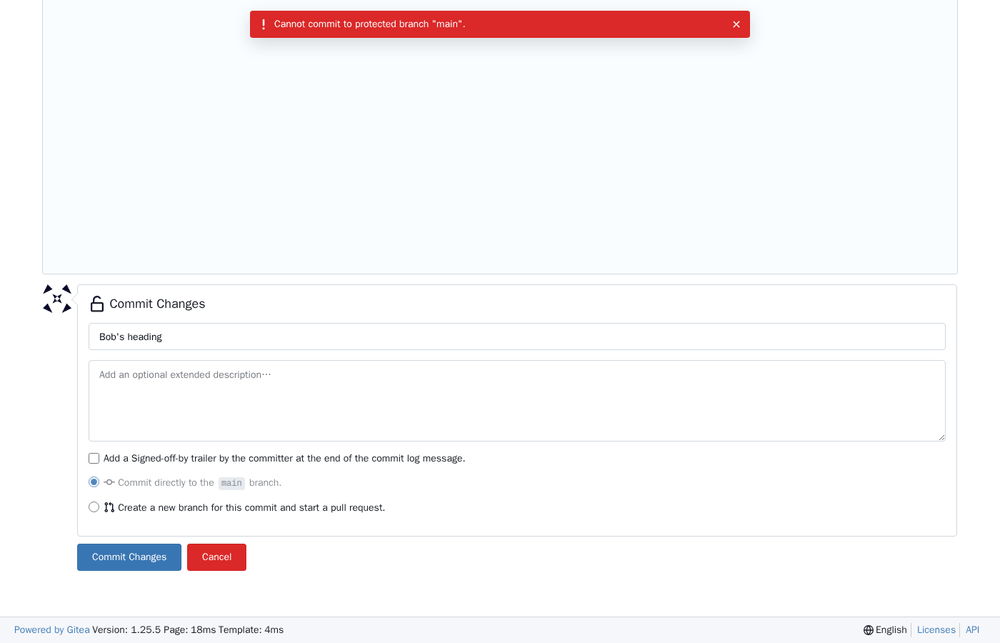 Cannot commit to protected branch "main".
Commit Changes
Bob's heading
Add an optional extended description…
Add a Signed-off-by trailer by the committer at the end of the commit log message.
Commit directly to the main branch.
Create a new branch for this commit and start a pull request.
Commit Changes Cancel
Powered by Gitea Version: 1.25.5 Page: 18ms Template: 4ms English Licenses API